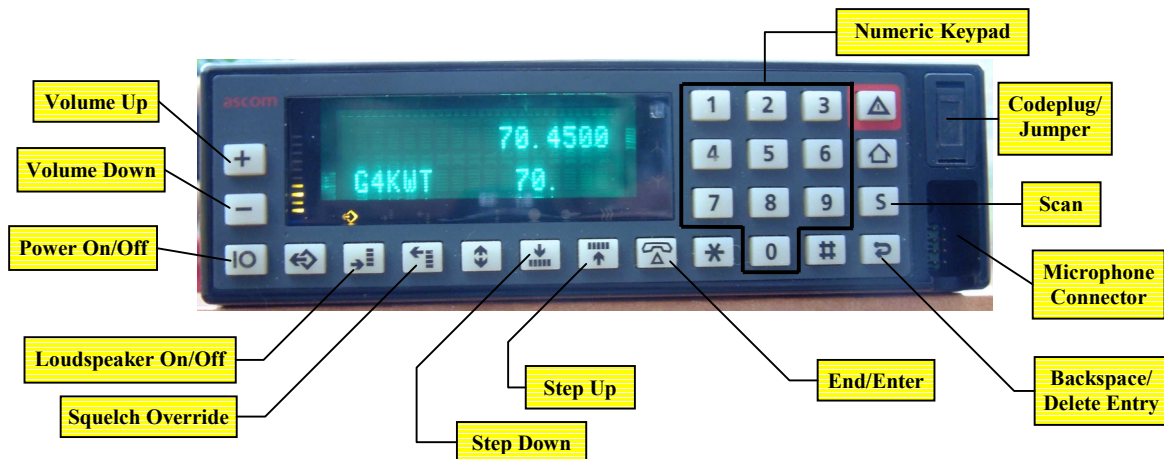 Numeric Keypad
Volume Up
Volume Down
Power On/Off
Loudspeaker On/Off
Squelch Override
Step Down
Step Up
End/Enter
Backspace/
Delete Entry
Microphone
Connector
Scan
Codeplug/
Jumper
ascom
70.4500
G4KWT 70.
+
-
IO
1 2 3
4 5 6
7 8 9 S
* 0 #